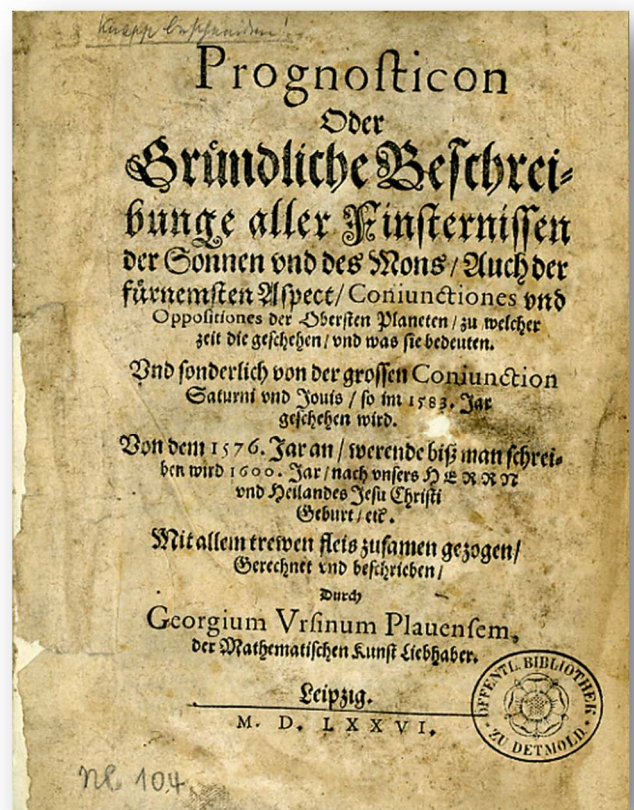 Knapp beschneiden!
Prognoſticon
Oder
Gründliche Beſchrei⸗
bunge aller Finſterniſſen
der Sonnen vnd des Mons / Auch der
fürnemſten Aſpect / Coniunctiones vnd
Oppoſitiones der Oberſten Planeten / zu welcher
zeit die geſchehen / vnd was ſie bedeuten.
Vnd ſonderlich von der groſſen Coniunction
Saturni vnd Jouis / ſo im 1583. Jar
geſchehen wird.
Von dem 1576. Jar an / werende biß man ſchrei⸗
ben wird 1600. Jar / nach vnſers HERRN
vnd Heilandes Jeſu Chriſti
Geburt / etc.
Mit allem trewen fleis zuſamen gezogen /
Gerechnet vnd beſchrieben /
Durch
Georgium Vrſinum Plauenſem,
der Mathematiſchen Kunſt Liebhaber.
Leipzig.
M. D. LXXVI.
ÖFFENTL. BIBLIOTHEK
ZU DETMOLD.
104